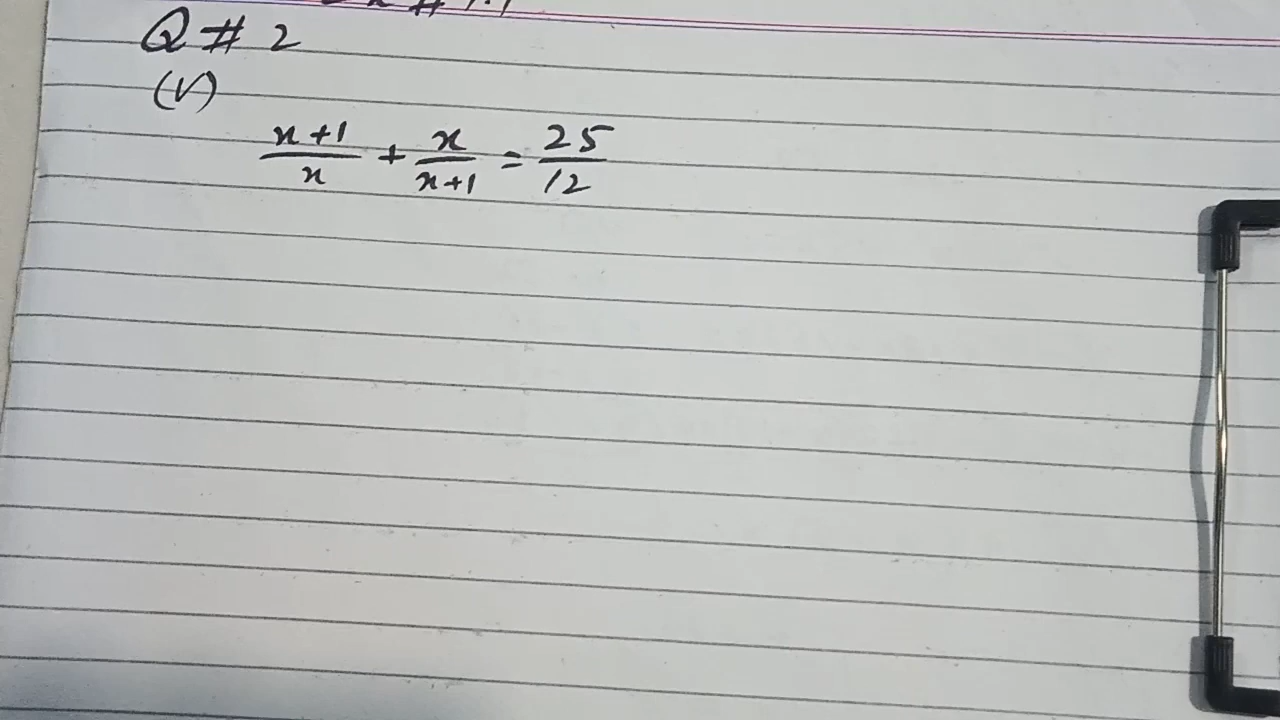 Q # 2
(V)
x+1/x + x/x+1 = 25/12